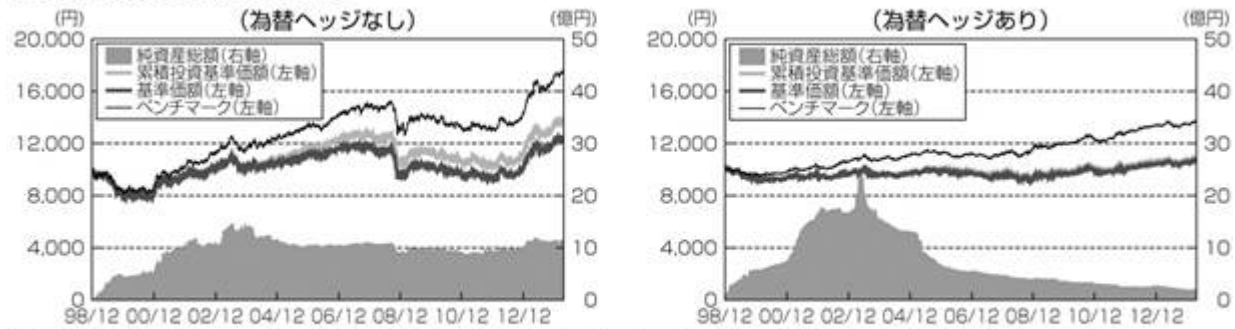 (円) (為替ヘッジなし) (億円)
20,000 50
純資産総額(右軸)
累積投資基準価額(左軸)
基準価額(左軸)
ベンチマーク(左軸)
16,000 40
12,000 30
8,000 20
4,000 10
0 0
98/12 00/12 02/12 04/12 06/12 08/12 10/12 12/12
(円) (為替ヘッジあり) (億円)
20,000 50
純資産総額(右軸)
累積投資基準価額(左軸)
基準価額(左軸)
ベンチマーク(左軸)
16,000 40
12,000 30
8,000 20
4,000 10
0 0
98/12 00/12 02/12 04/12 06/12 08/12 10/12 12/12